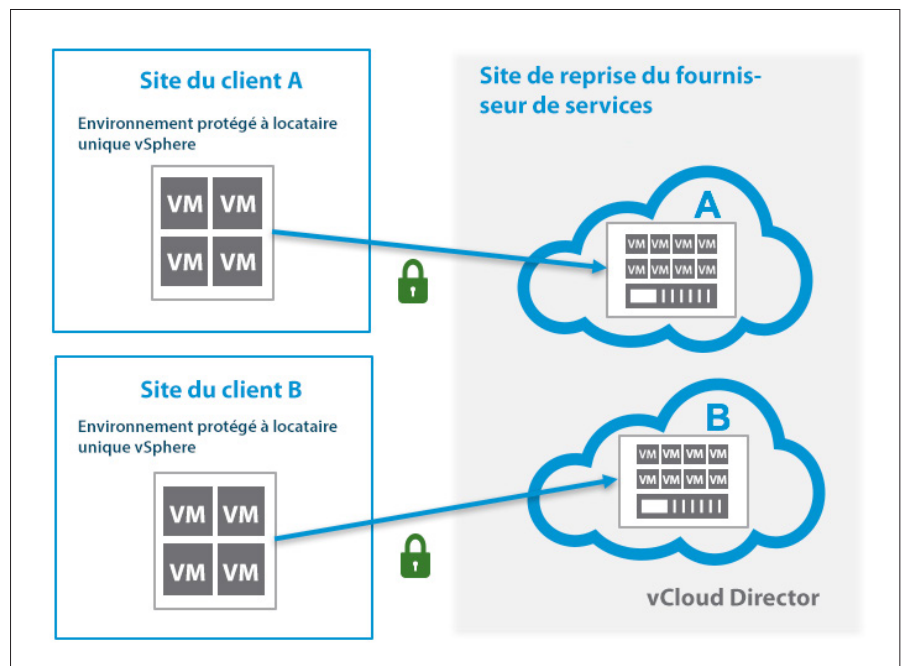 Site du client A
Environnement protégé à locataire
unique vSphere
VM VM
VM VM
Site de reprise du fournis-
seur de services
A
VM VM VM VM
VM VM VM VM
Site du client B
Environnement protégé à locataire
unique vSphere
VM VM
VM VM
B
VM VM VM VM
VM VM VM VM
vCloud Director